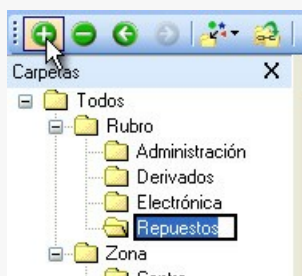 Carpetas X
Todos
Rubro
Administración
Derivados
Electrónica
Repuestos
Zona